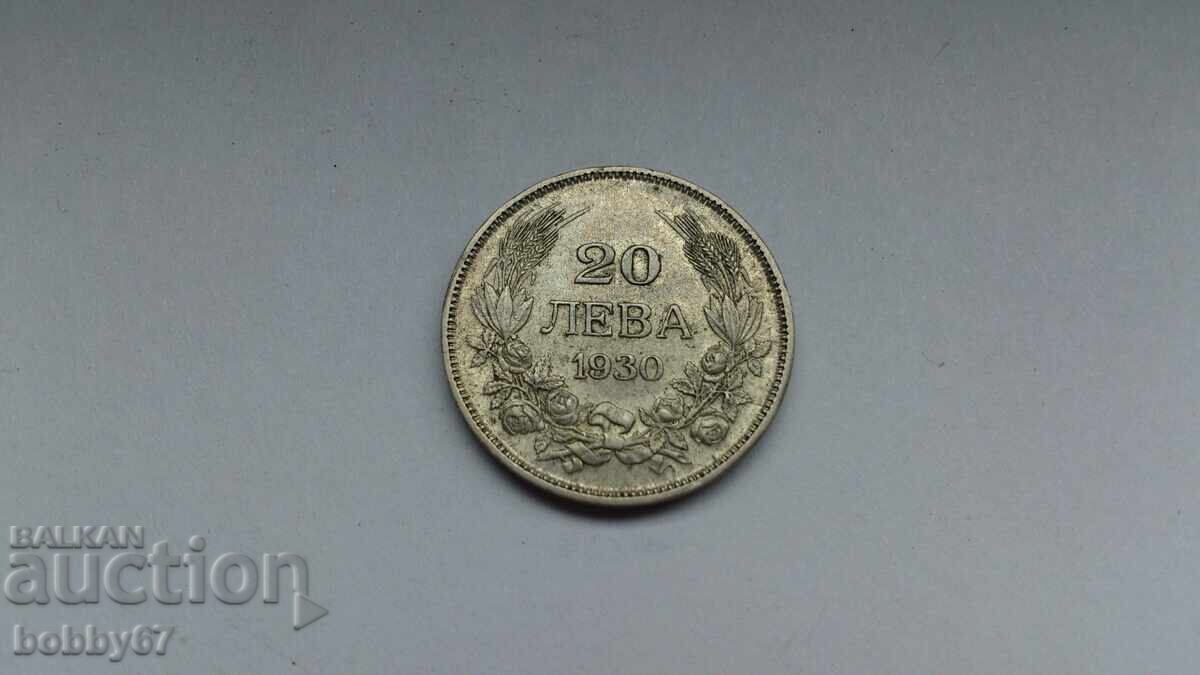 20
ЛЕВА
1930
BALKAN
auction
bobby67